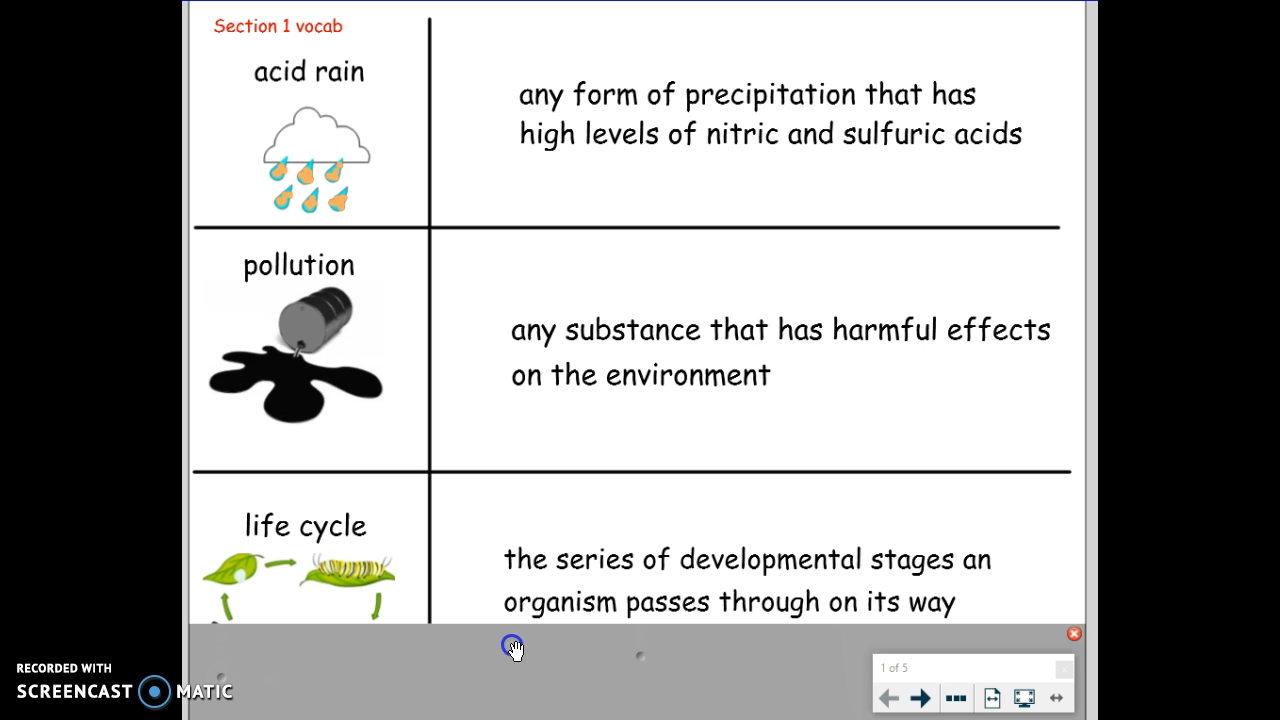 Section 1 vocab
acid rain
any form of precipitation that has
high levels of nitric and sulfuric acids
pollution
any substance that has harmful effects
on the environment
life cycle
the series of developmental stages an
organism passes through on its way
1 of 5
RECORDED WITH
SCREENCAST MATIC